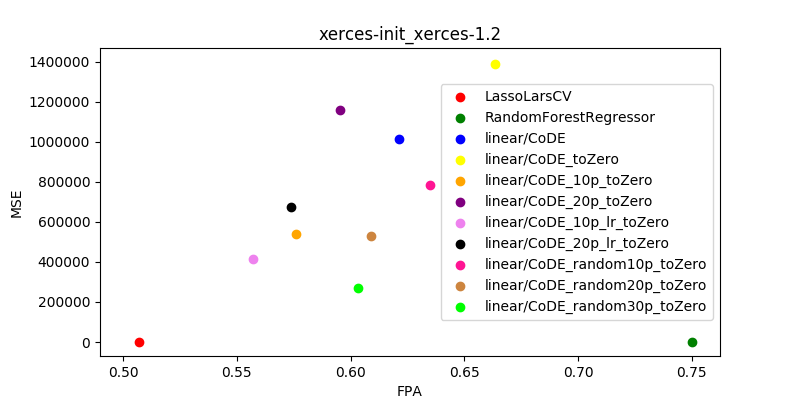 xerces-init_xerces-1.2
1400000
1200000
1000000
800000
600000
400000
200000
0
MSE
LassoLarsCV
RandomForestRegressor
linear/CoDE
linear/CoDE_toZero
linear/CoDE_10p_toZero
linear/CoDE_20p_toZero
linear/CoDE_10p_lr_toZero
linear/CoDE_20p_lr_toZero
linear/CoDE_random10p_toZero
linear/CoDE_random20p_toZero
linear/CoDE_random30p_toZero
0.50 0.55 0.60 0.65 0.70 0.75
FPA